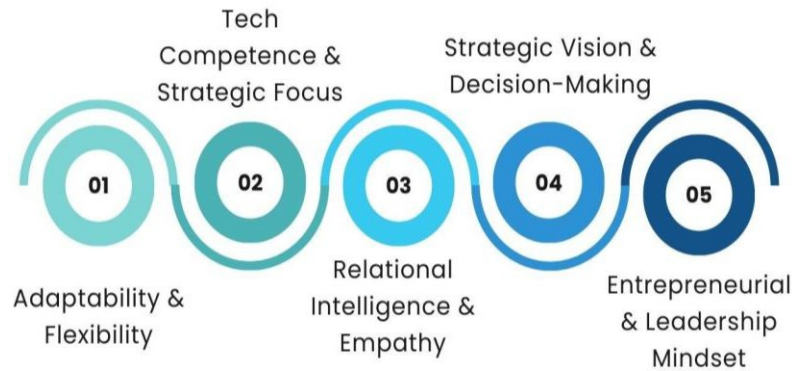 01
Adaptability &
Flexibility
Tech
Competence &
Strategic Focus
02
03
Relational
Intelligence &
Empathy
Strategic Vision &
Decision-Making
04
05
Entrepreneurial
& Leadership
Mindset